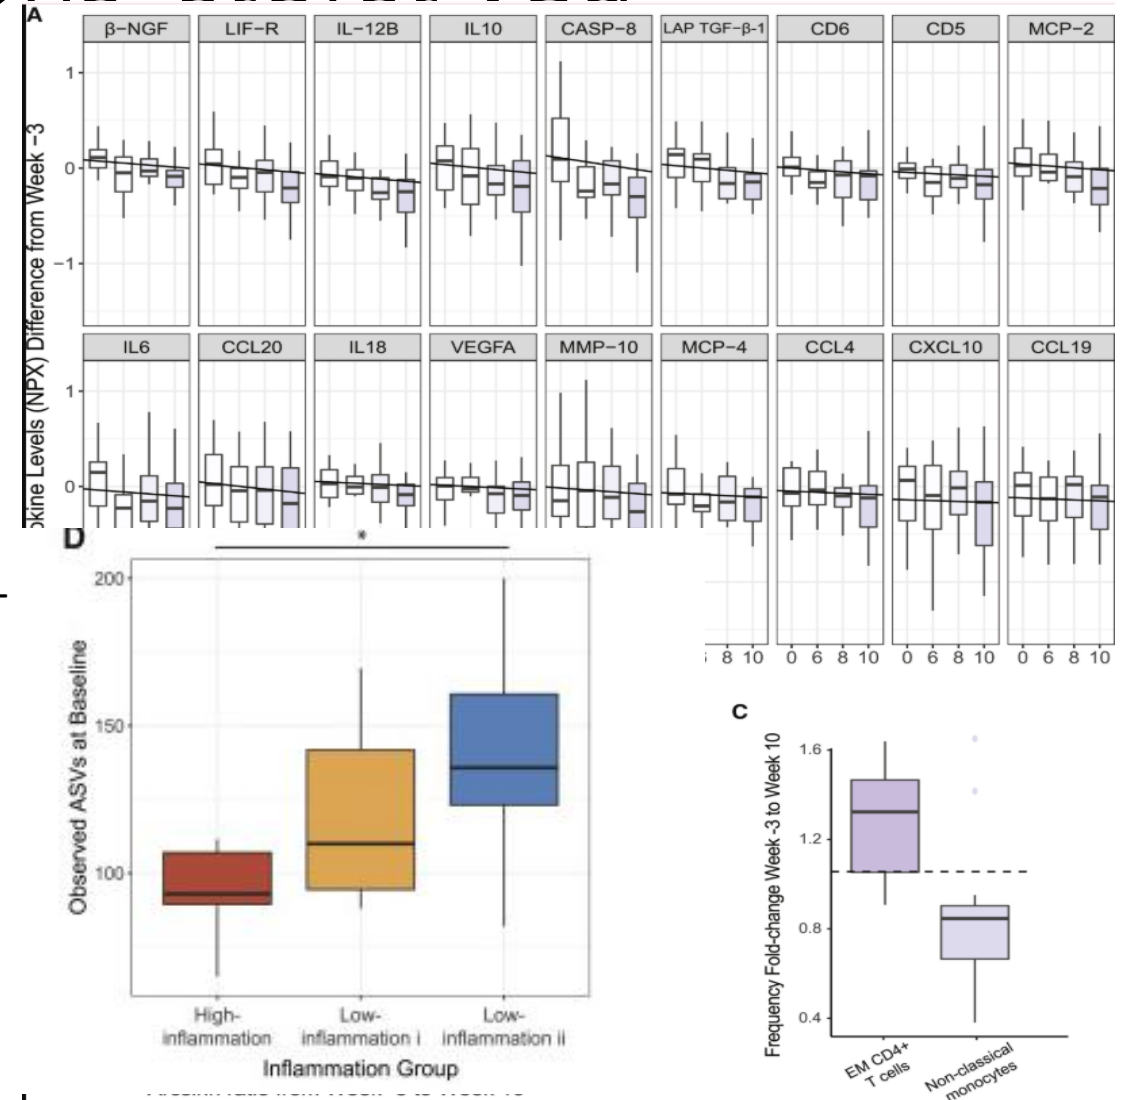 A
β−NGF LIF−R IL−12B IL10 CASP−8 LAP TGF−β-1 CD6 CD5 MCP−2
1
0
−1
kine Levels (NPX) Difference from Week −3
IL6 CCL20 IL18 VEGFA MMP−10 MCP−4 CCL4 CXCL10 CCL19
1
0
8 10 0 6 8 10 0 6 8 10 0 6 8 10
D
*
200
150
100
Observed ASVs at Baseline
High-inflammation
Low-inflammation i
Low-inflammation ii
Inflammation Group
C
1.6
1.2
0.8
0.4
Frequency Fold-change Week -3 to Week 10
EM CD4+
T cells
Non-classical
monocytes